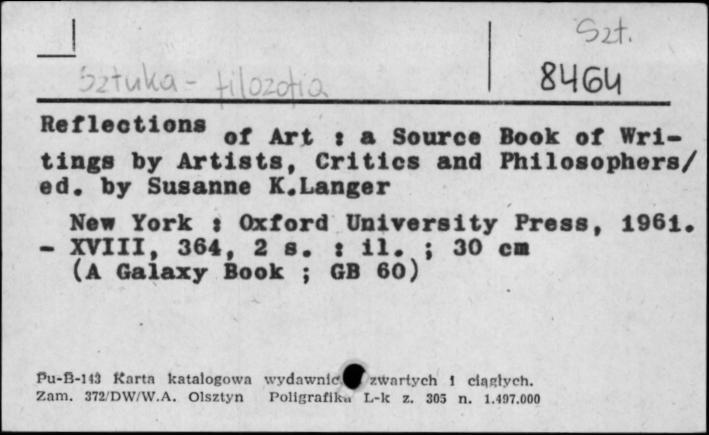 Szt.
Sztuka - filozofia
8464
Reflections of Art : a Source Book of Wri-
tings by Artists, Critics and Philosophers/
ed. by Susanne K.Langer
New York : Oxford University Press, 1961.
- XVIII, 364, 2 s. : il. ; 30 cm
(A Galaxy Book ; GB 60)
Pu-B-143 Karta katalogowa wydawnic zwartych i ciągłych.
Zam. 372/DW/W.A. Olsztyn Poligrafika L-k z. 305 n. 1.497.000